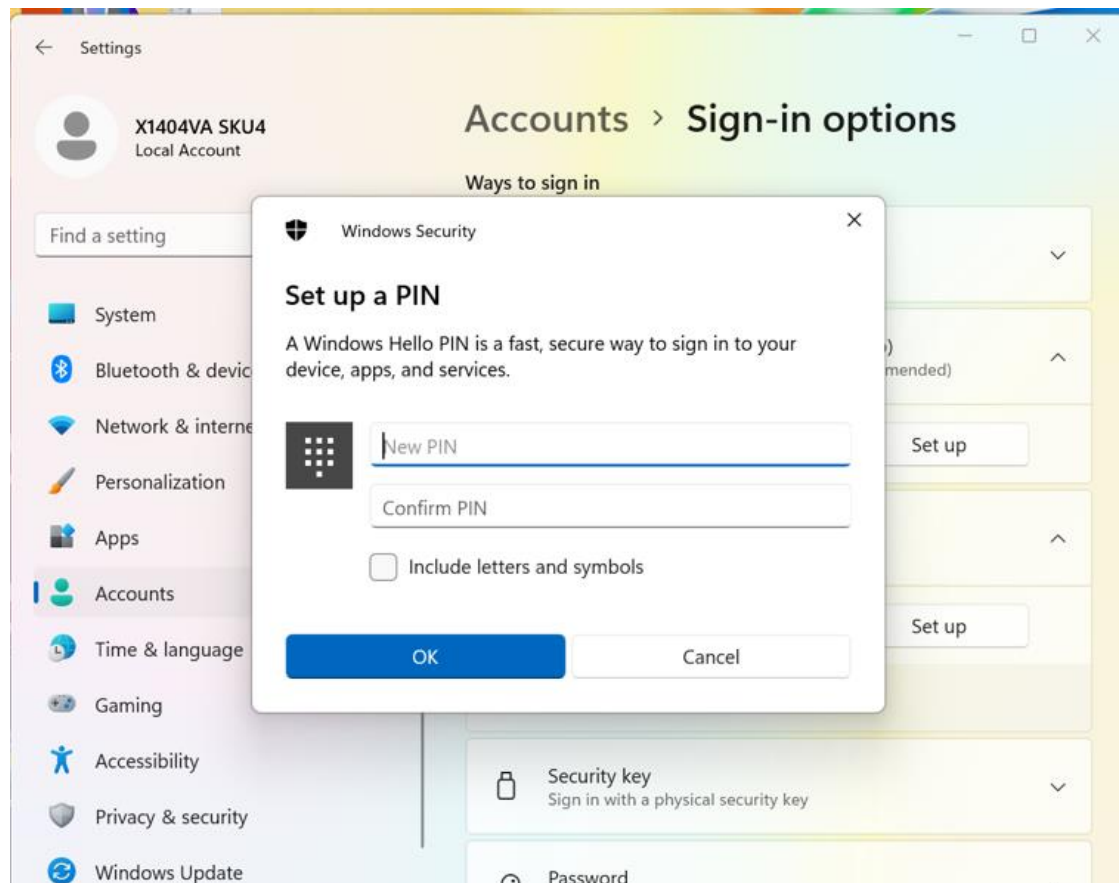 Settings
X1404VA SKU4
Local Account
Find a setting
System
Bluetooth & devic
Network & interne
Personalization
Apps
Accounts
Time & language
Gaming
Accessibility
Privacy & security
Windows Update
Accounts > Sign-in options
Ways to sign in
Windows Security
Set up a PIN
A Windows Hello PIN is a fast, secure way to sign in to your
device, apps, and services.
New PIN
Confirm PIN
Include letters and symbols
OK
Cancel
)
mended)
Set up
Set up
Security key
Sign in with a physical security key
Password